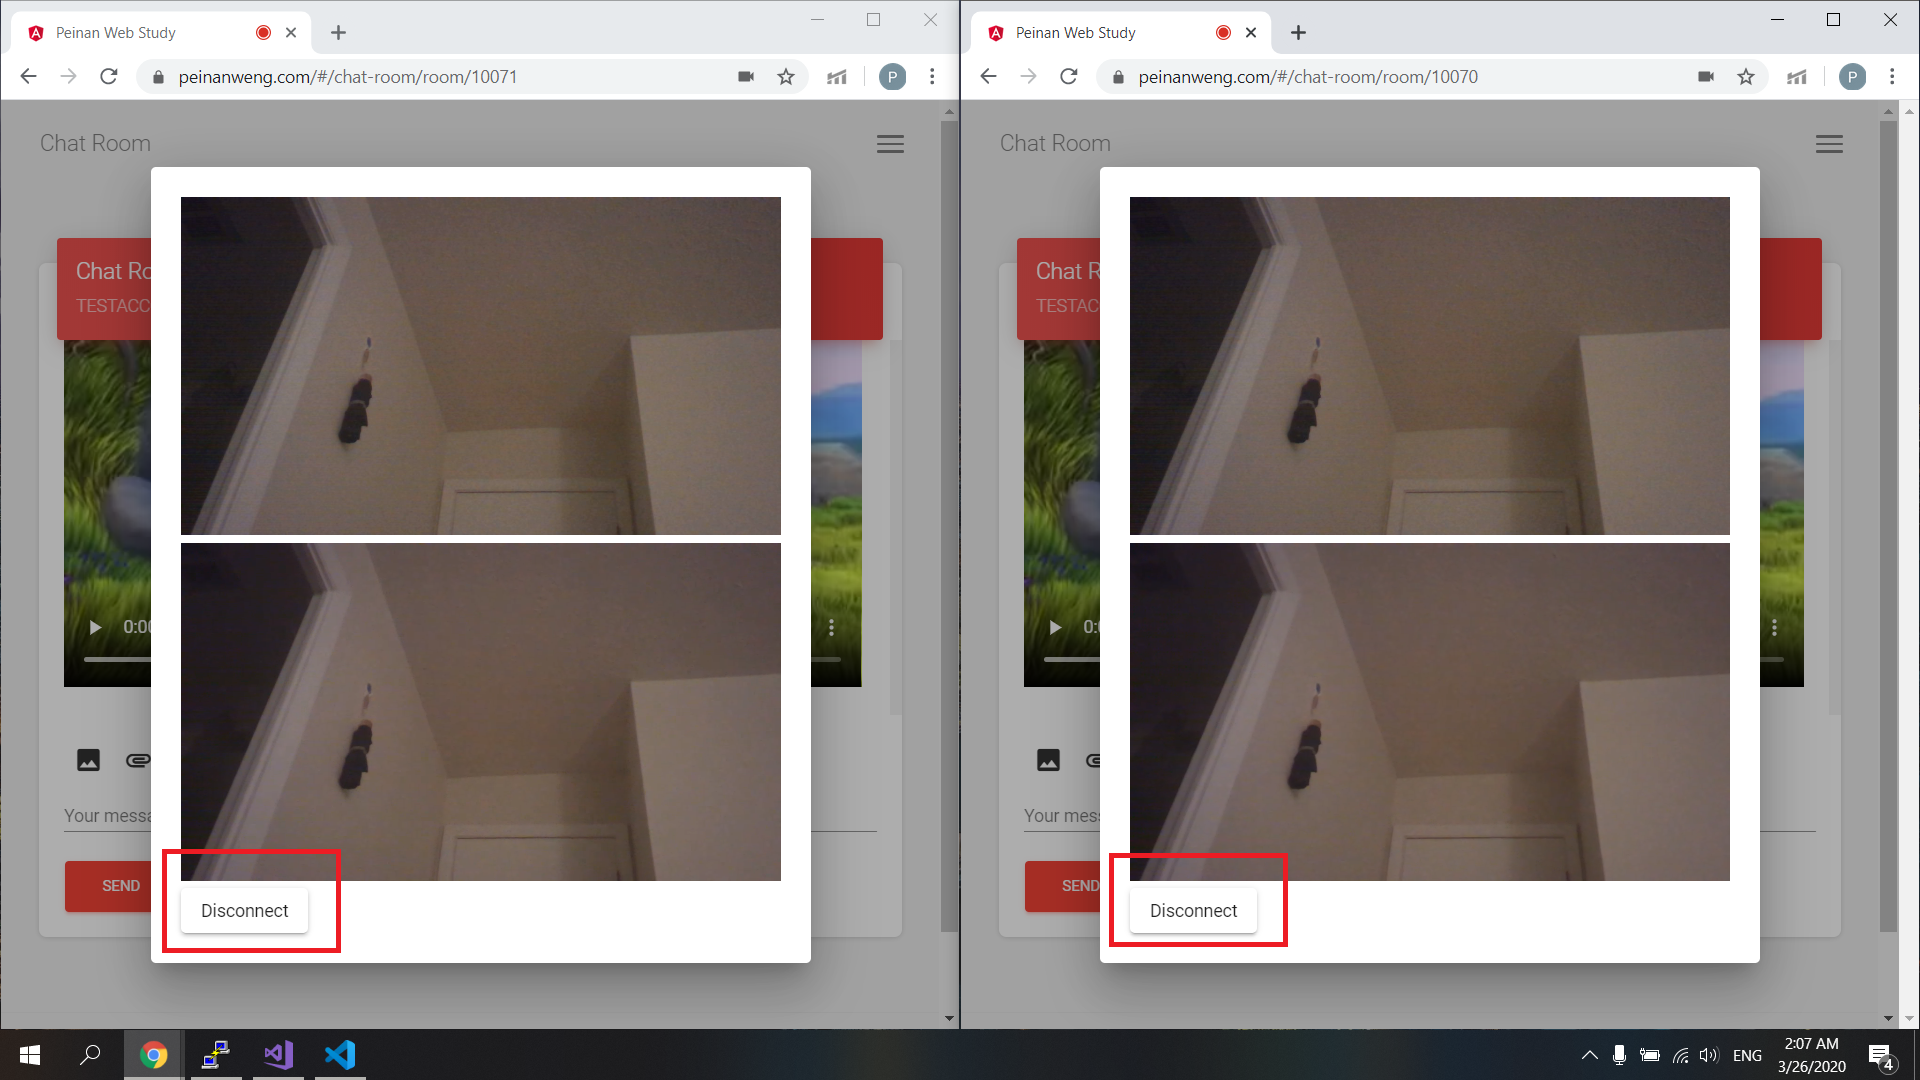 Peinan Web Study
peinanweng.com/#/chat-room/room/10071
P
Chat Room
Chat Ro
TESTACC
0:00
Your messa
SEND
Disconnect
Peinan Web Study
peinanweng.com/#/chat-room/room/10070
P
Chat Room
Chat R
TESTAC
0:0
Your mess
SEND
Disconnect
ENG
2:07 AM
3/26/2020
4